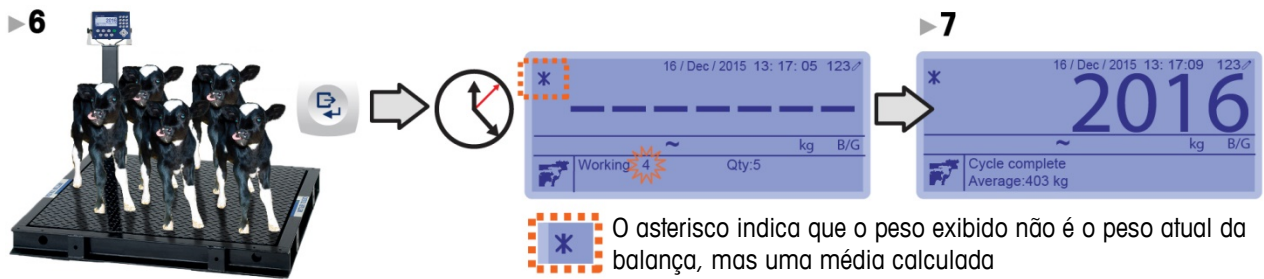 ▶6
16 / Dec / 2015 13: 17: 05 123
*
– – – – – – –
~ kg B/G
Working 4 Qty:5
▶7
16 / Dec / 2015 13: 17:09 123
*
2016
~ kg B/G
Cycle complete
Average:403 kg
* O asterisco indica que o peso exibido não é o peso atual da
balança, mas uma média calculada